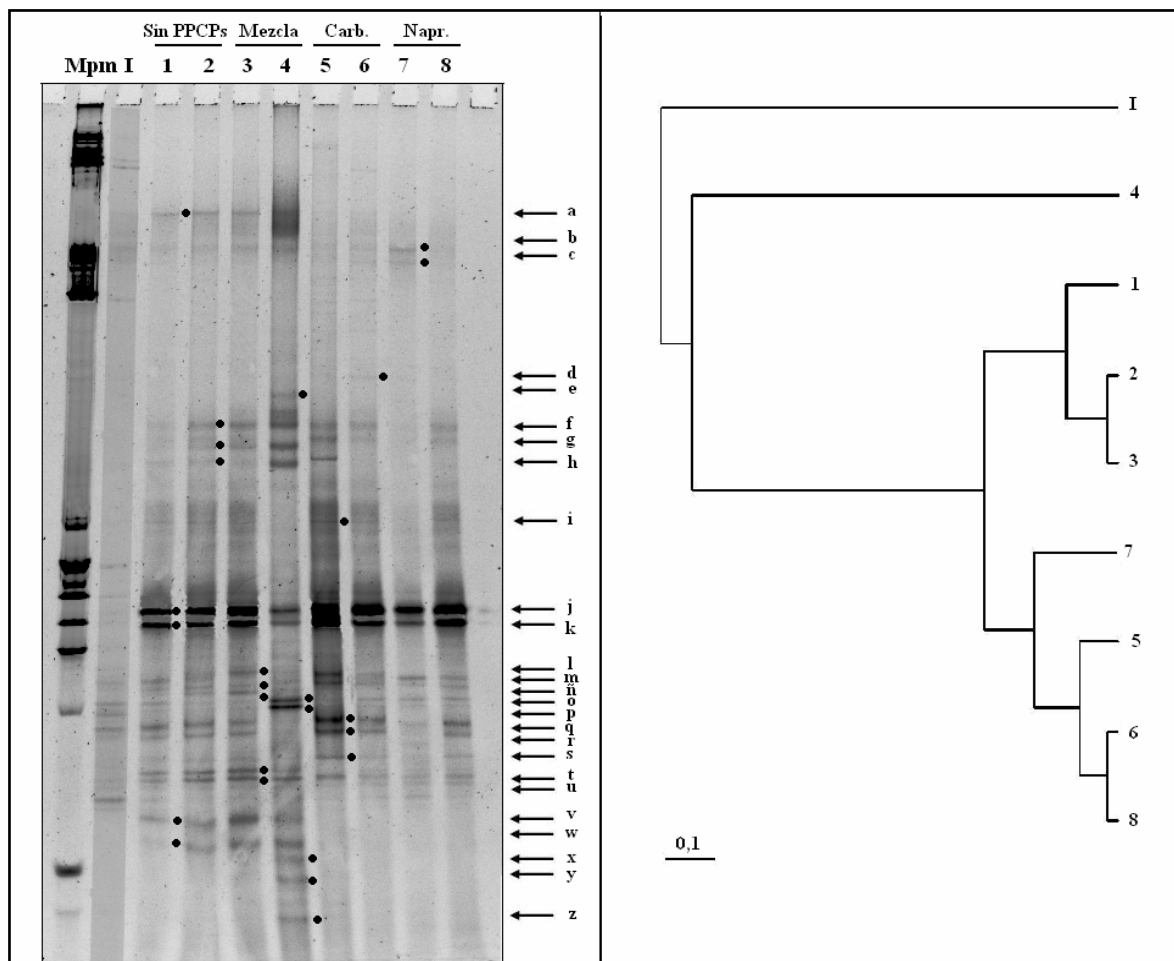 Sin PPCPs Mezcla Carb. Napr.
Mpm I 1 2 3 4 5 6 7 8
a
b
c
d
e
f
g
h
i
j
k
l
m
ñ
o
p
q
r
s
t
u
v
w
x
y
z
I
4
1
2
3
7
5
6
8
0,1